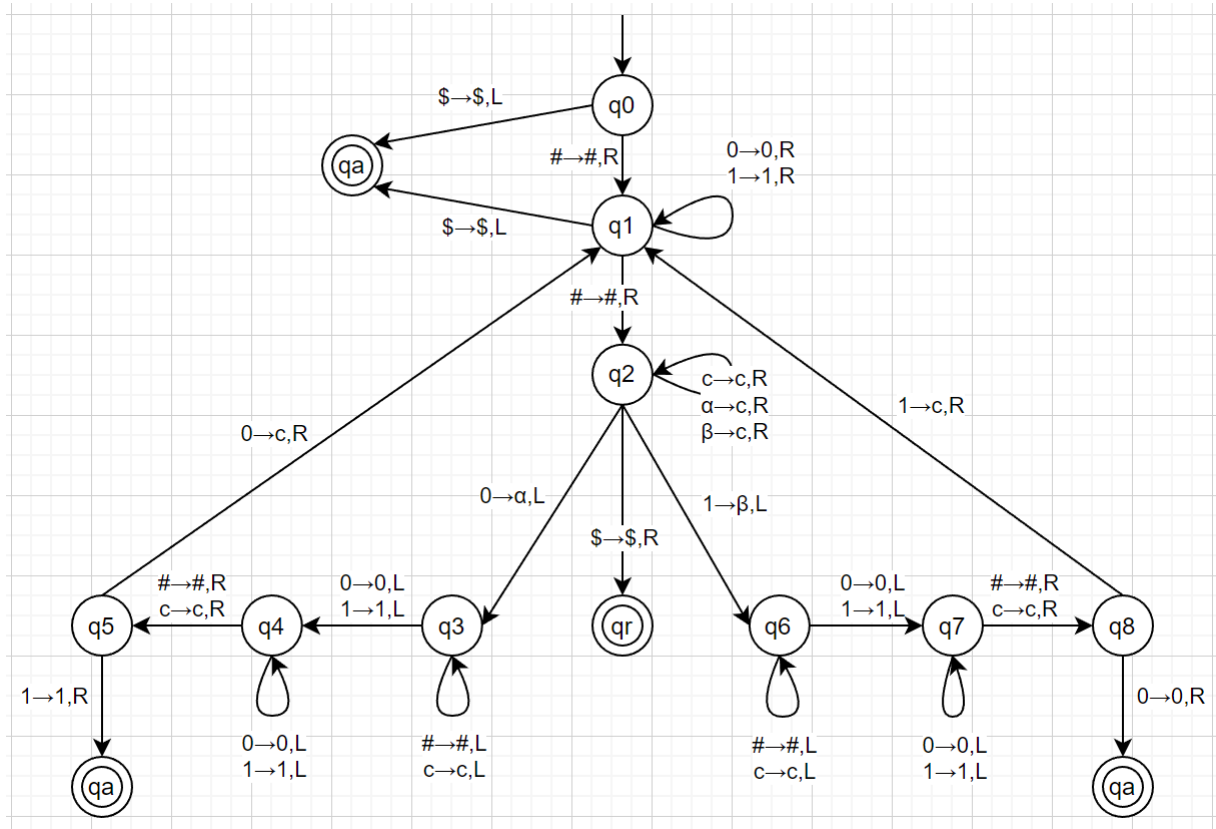 q0
$→$,L
qa
#→#,R
0→0,R
1→1,R
$→$,L
q1
#→#,R
q2
c→c,R
α→c,R
β→c,R
0→c,R
1→c,R
0→α,L
1→β,L
$→$,R
#→#,R
c→c,R
0→0,L
1→1,L
0→0,L
1→1,L
#→#,R
c→c,R
q5
q4
q3
qr
q6
q7
q8
1→1,R
0→0,R
0→0,L
1→1,L
#→#,L
c→c,L
#→#,L
c→c,L
0→0,L
1→1,L
qa
qa